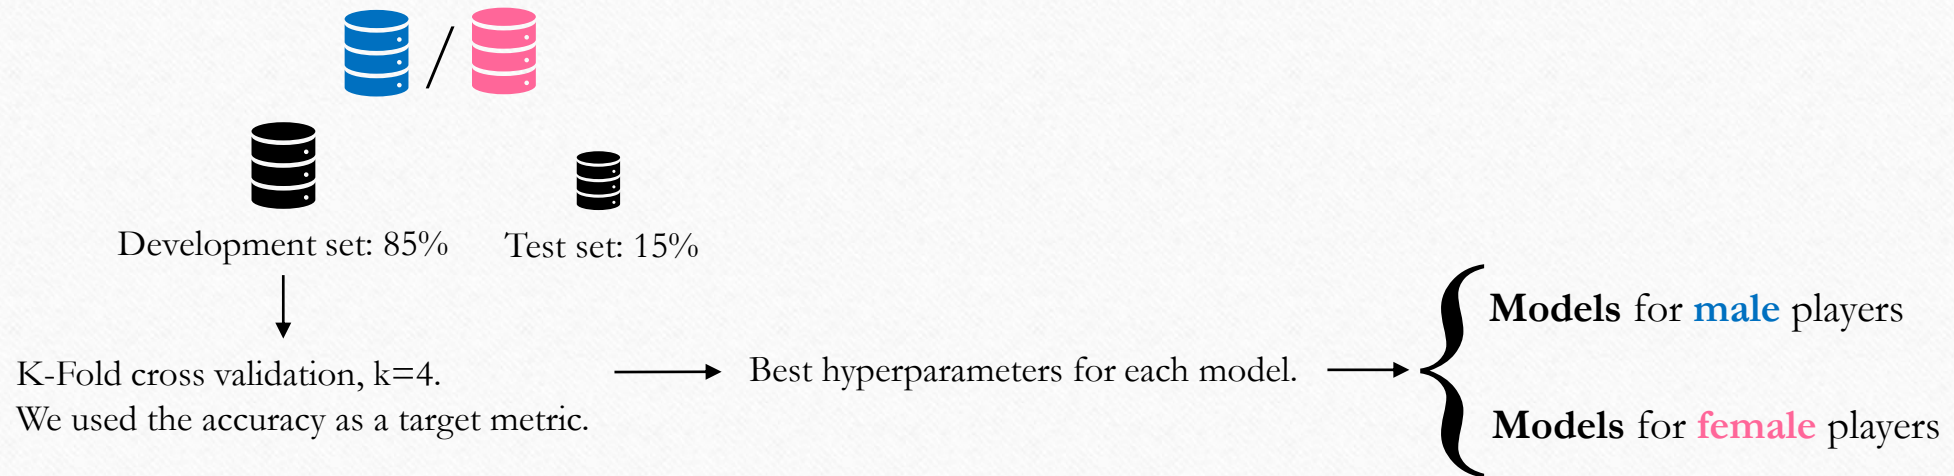 /
Development set: 85%
Test set: 15%
K-Fold cross validation, k=4.
We used the accuracy as a target metric.
Best hyperparameters for each model.
Models for male players
Models for female players